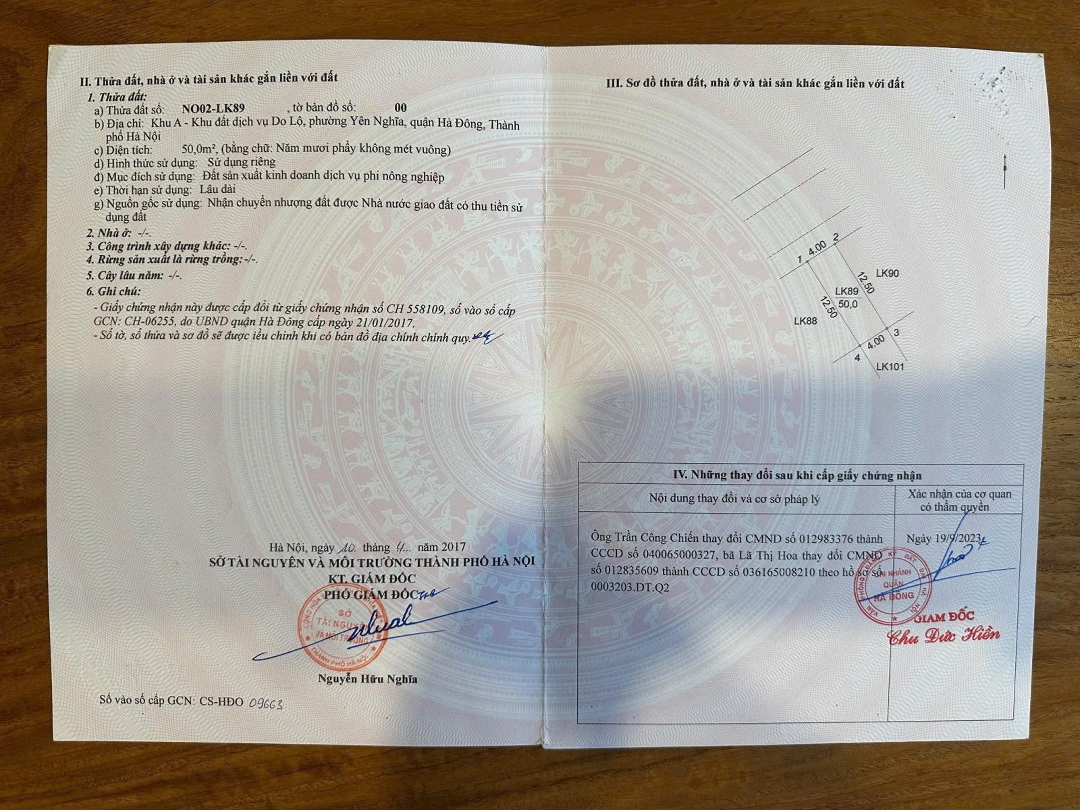 II. Thửa đất, nhà ở và tài sản khác gắn liền với đất
1. Thửa đất:
a) Thửa đất số: NO02-LK89 , tờ bản đồ số: 00
b) Địa chỉ: Khu A - Khu đất dịch vụ Do Lộ, phường Yên Nghĩa, quận Hà Đông, Thành
phố Hà Nội
c) Diện tích: 50,0m², (bằng chữ: Năm mươi phẩy không mét vuông)
d) Hình thức sử dụng: Sử dụng riêng
đ) Mục đích sử dụng: Đất sản xuất kinh doanh dịch vụ phi nông nghiệp
e) Thời hạn sử dụng: Lâu dài
g) Nguồn gốc sử dụng: Nhận chuyển nhượng đất được Nhà nước giao đất có thu tiền sử
dụng đất
2. Nhà ở: -/-.
3. Công trình xây dựng khác: -/-.
4. Rừng sản xuất là rừng trồng:-/-.
5. Cây lâu năm: -/-.
6. Ghi chú:
- Giấy chứng nhận này được cấp đổi từ giấy chứng nhận số CH 558109, số vào sổ cấp
GCN: CH-06255, do UBND quận Hà Đông cấp ngày 21/01/2017.
- Số tờ, số thửa và sơ đồ sẽ được iều chỉnh khi có bản đồ địa chính chính quy.
Hà Nội, ngày 10 tháng 4 năm 2017
SỞ TÀI NGUYÊN VÀ MÔI TRƯỜNG THÀNH PHỐ HÀ NỘI
KT. GIÁM ĐỐC
PHÓ GIÁM ĐỐC
SỞ
TÀI NGUYÊN
VÀ MÔI TRƯỜNG
THÀNH PHỐ HÀ NỘI
Nguyễn Hữu Nghĩa
Số vào sổ cấp GCN: CS-HĐO 09663
III. Sơ đồ thửa đất, nhà ở và tài sản khác gắn liền với đất
1
4.00
2
LK90
12.50
LK89
50,0
12.50
LK88
3
4.00
4
LK101
IV. Những thay đổi sau khi cấp giấy chứng nhận
Nội dung thay đổi và cơ sở pháp lý
Xác nhận của cơ quan
có thẩm quyền
Ông Trần Công Chiến thay đổi CMND số 012983376 thành
CCCD số 040065000327, bà Lã Thị Hoa thay đổi CMND
số 012835609 thành CCCD số 036165008210 theo hồ sơ số
0003203.DT.Q2
Ngày 19/9/2023
CHI NHÁNH
QUẬN
HÀ ĐÔNG
GIÁM ĐỐC
Chu Đức Hiền